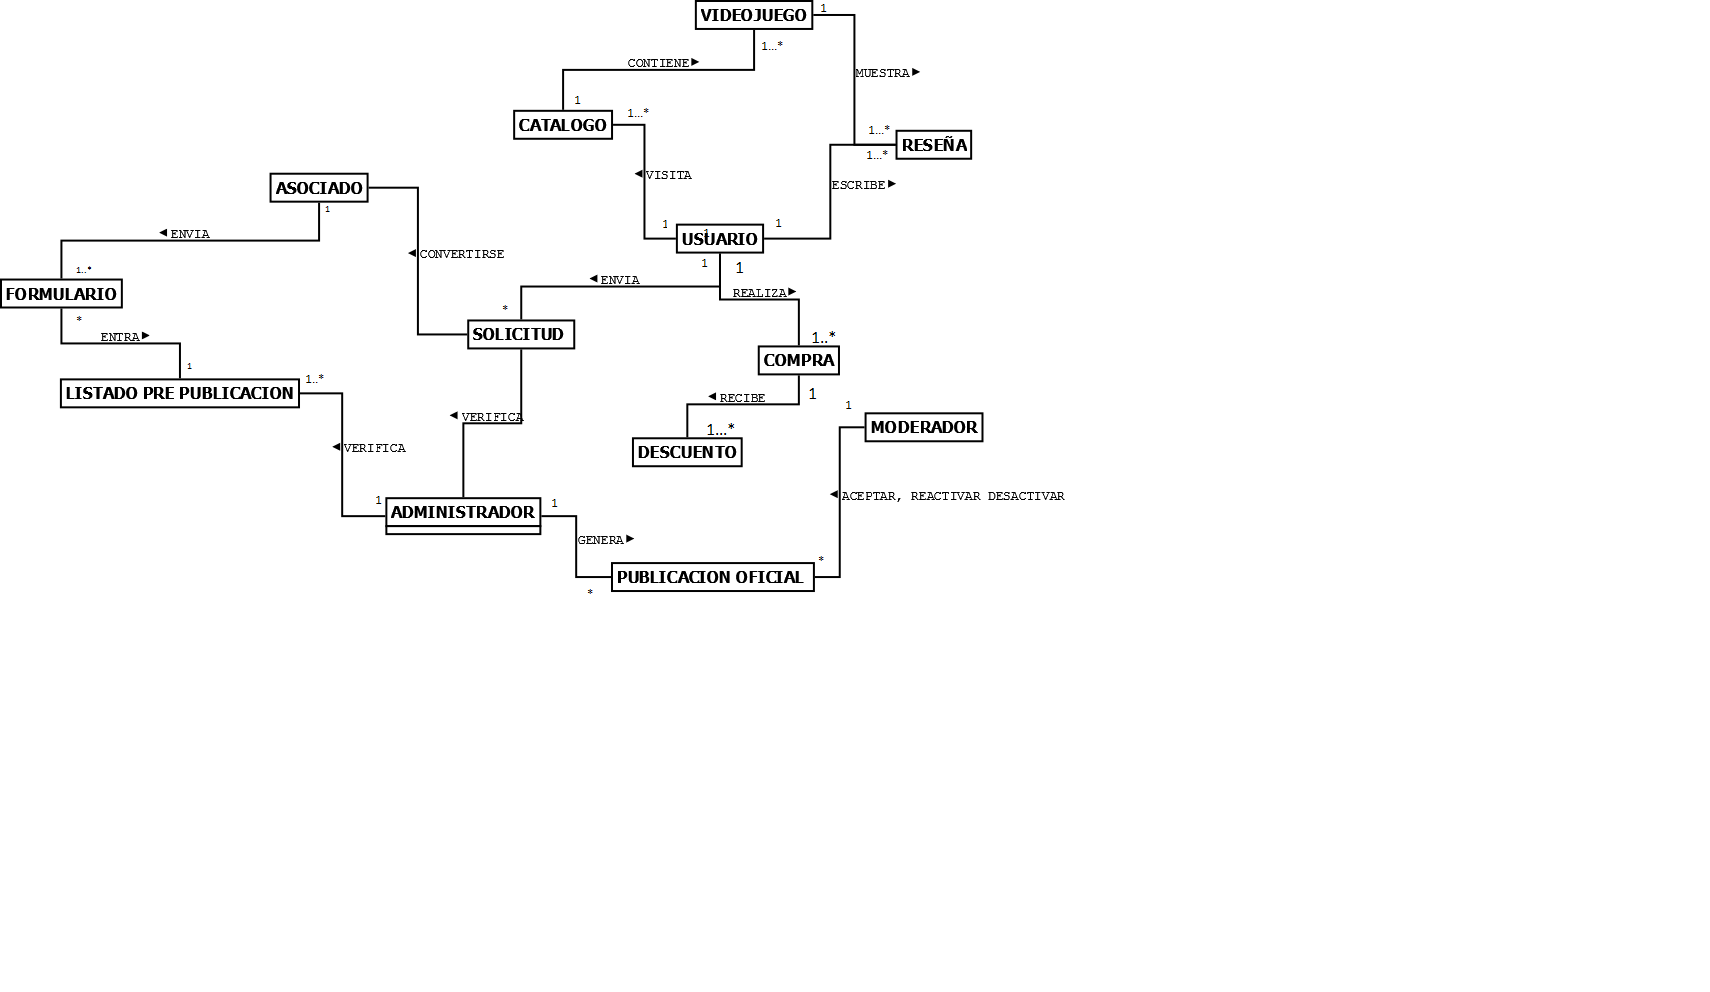 VIDEOJUEGO
1
1...*
CONTIENE
MUESTRA
1
CATALOGO
1...*
1...*
RESEÑA
1...*
VISITA
ESCRIBE
ASOCIADO
1
ENVIA
1
1
USUARIO
1
1
1
CONVERTIRSE
1..*
FORMULARIO
*
ENVIA
REALIZA
*
SOLICITUD
1..*
COMPRA
ENTRA
1
1..*
LISTADO PRE PUBLICACION
1
RECIBE
1
MODERADOR
VERIFICA
1...*
DESCUENTO
VERIFICA
1
ADMINISTRADOR
1
ACEPTAR, REACTIVAR DESACTIVAR
GENERA
*
PUBLICACION OFICIAL
*